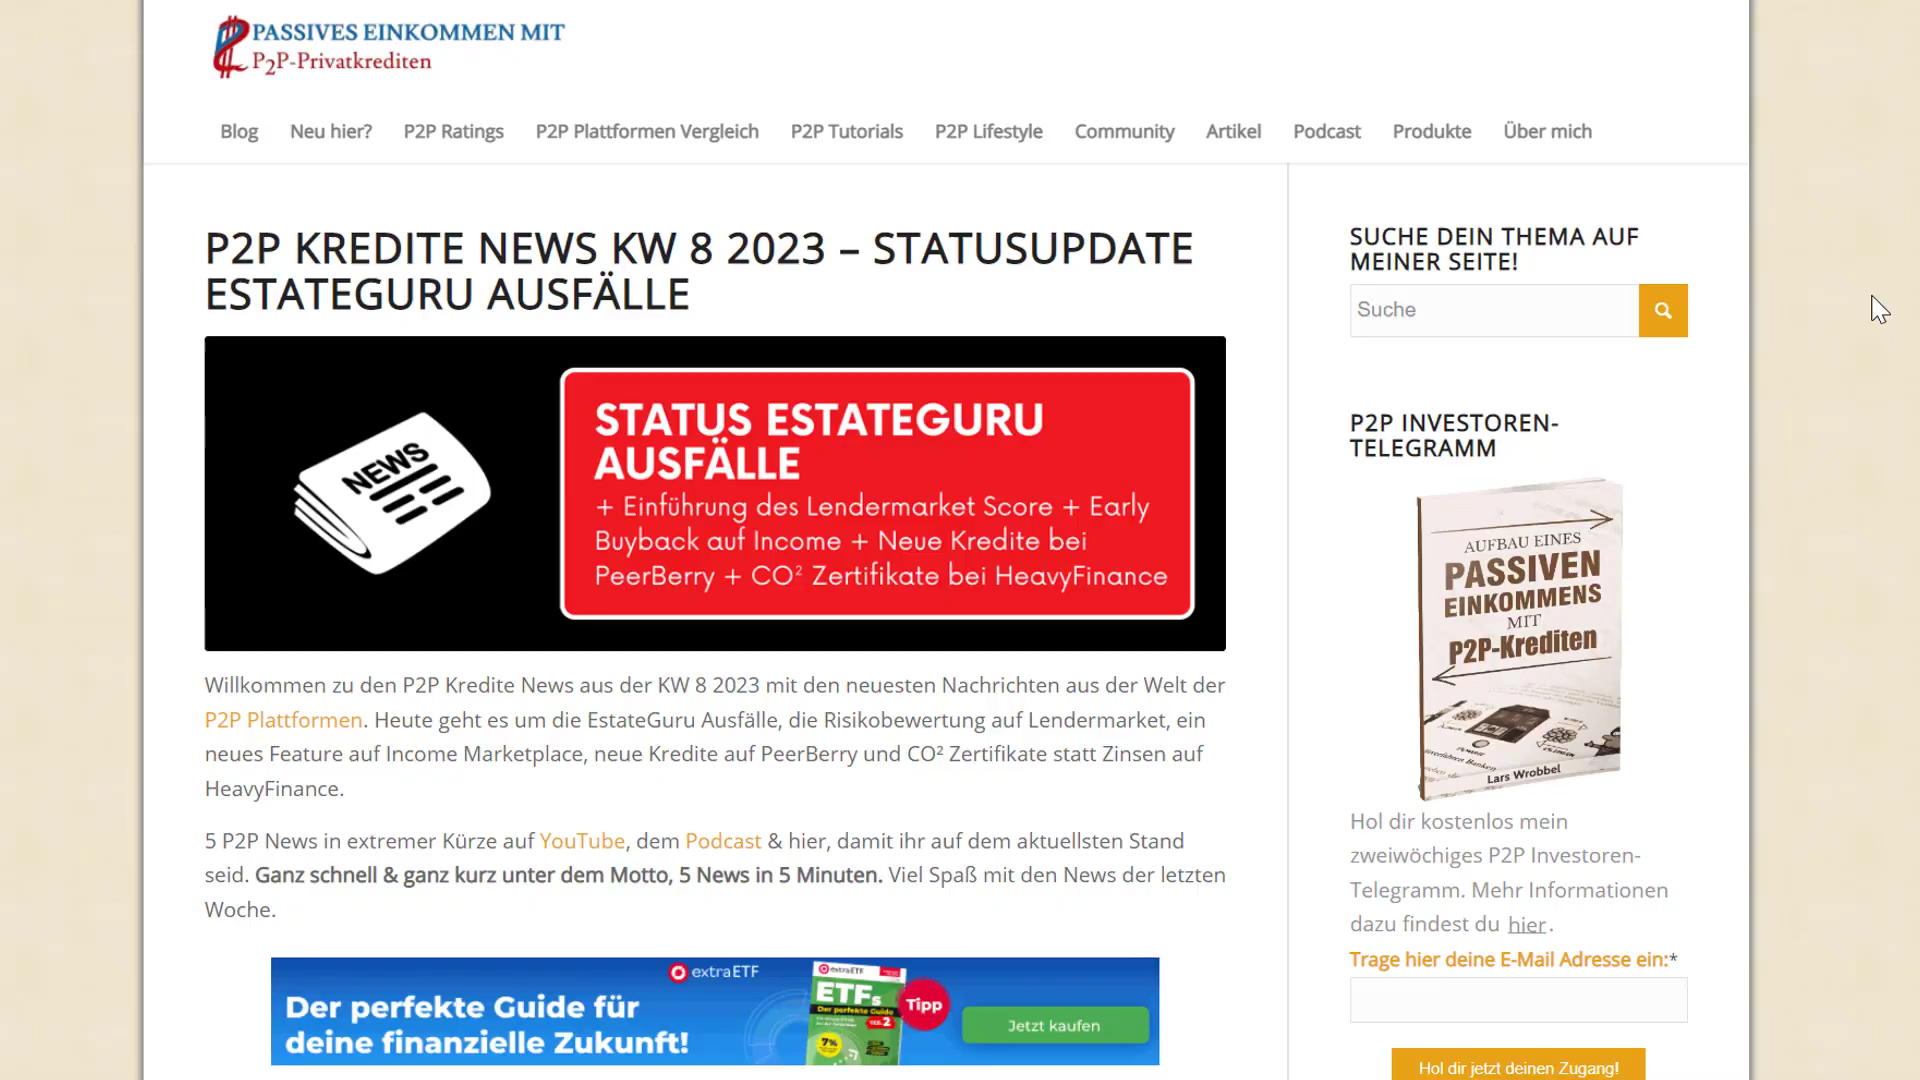 PASSIVES EINKOMMEN MIT
P2P-Privatkrediten
Blog Neu hier? P2P Ratings P2P Plattformen Vergleich P2P Tutorials P2P Lifestyle Community Artikel Podcast Produkte Über mich
P2P KREDITE NEWS KW 8 2023 – STATUSUPDATE
ESTATEGURU AUSFÄLLE
NEWS
STATUS ESTATEGURU
AUSFÄLLE
+ Einführung des Lendermarket Score + Early
Buyback auf Income + Neue Kredite bei
PeerBerry + CO² Zertifikate bei HeavyFinance
Willkommen zu den P2P Kredite News aus der KW 8 2023 mit den neuesten Nachrichten aus der Welt der
P2P Plattformen. Heute geht es um die EstateGuru Ausfälle, die Risikobewertung auf Lendermarket, ein
neues Feature auf Income Marketplace, neue Kredite auf PeerBerry und CO² Zertifikate statt Zinsen auf
HeavyFinance.
5 P2P News in extremer Kürze auf YouTube, dem Podcast & hier, damit ihr auf dem aktuellsten Stand
seid. Ganz schnell & ganz kurz unter dem Motto, 5 News in 5 Minuten. Viel Spaß mit den News der letzten
Woche.
extraETF
Der perfekte Guide für
deine finanzielle Zukunft!
extraETF
ETFs
Der perfekte Guide
TEIL 2
7%
Tipp
Jetzt kaufen
SUCHE DEIN THEMA AUF
MEINER SEITE!
Suche
P2P INVESTOREN-
TELEGRAMM
AUFBAU EINES
PASSIVEN
EINKOMMENS
MIT
P2P-Krediten
Lars Wrobbel
Hol dir kostenlos mein
zweiwöchiges P2P Investoren-
Telegramm. Mehr Informationen
dazu findest du hier.
Trage hier deine E-Mail Adresse ein:*
Hol dir jetzt deinen Zugang!